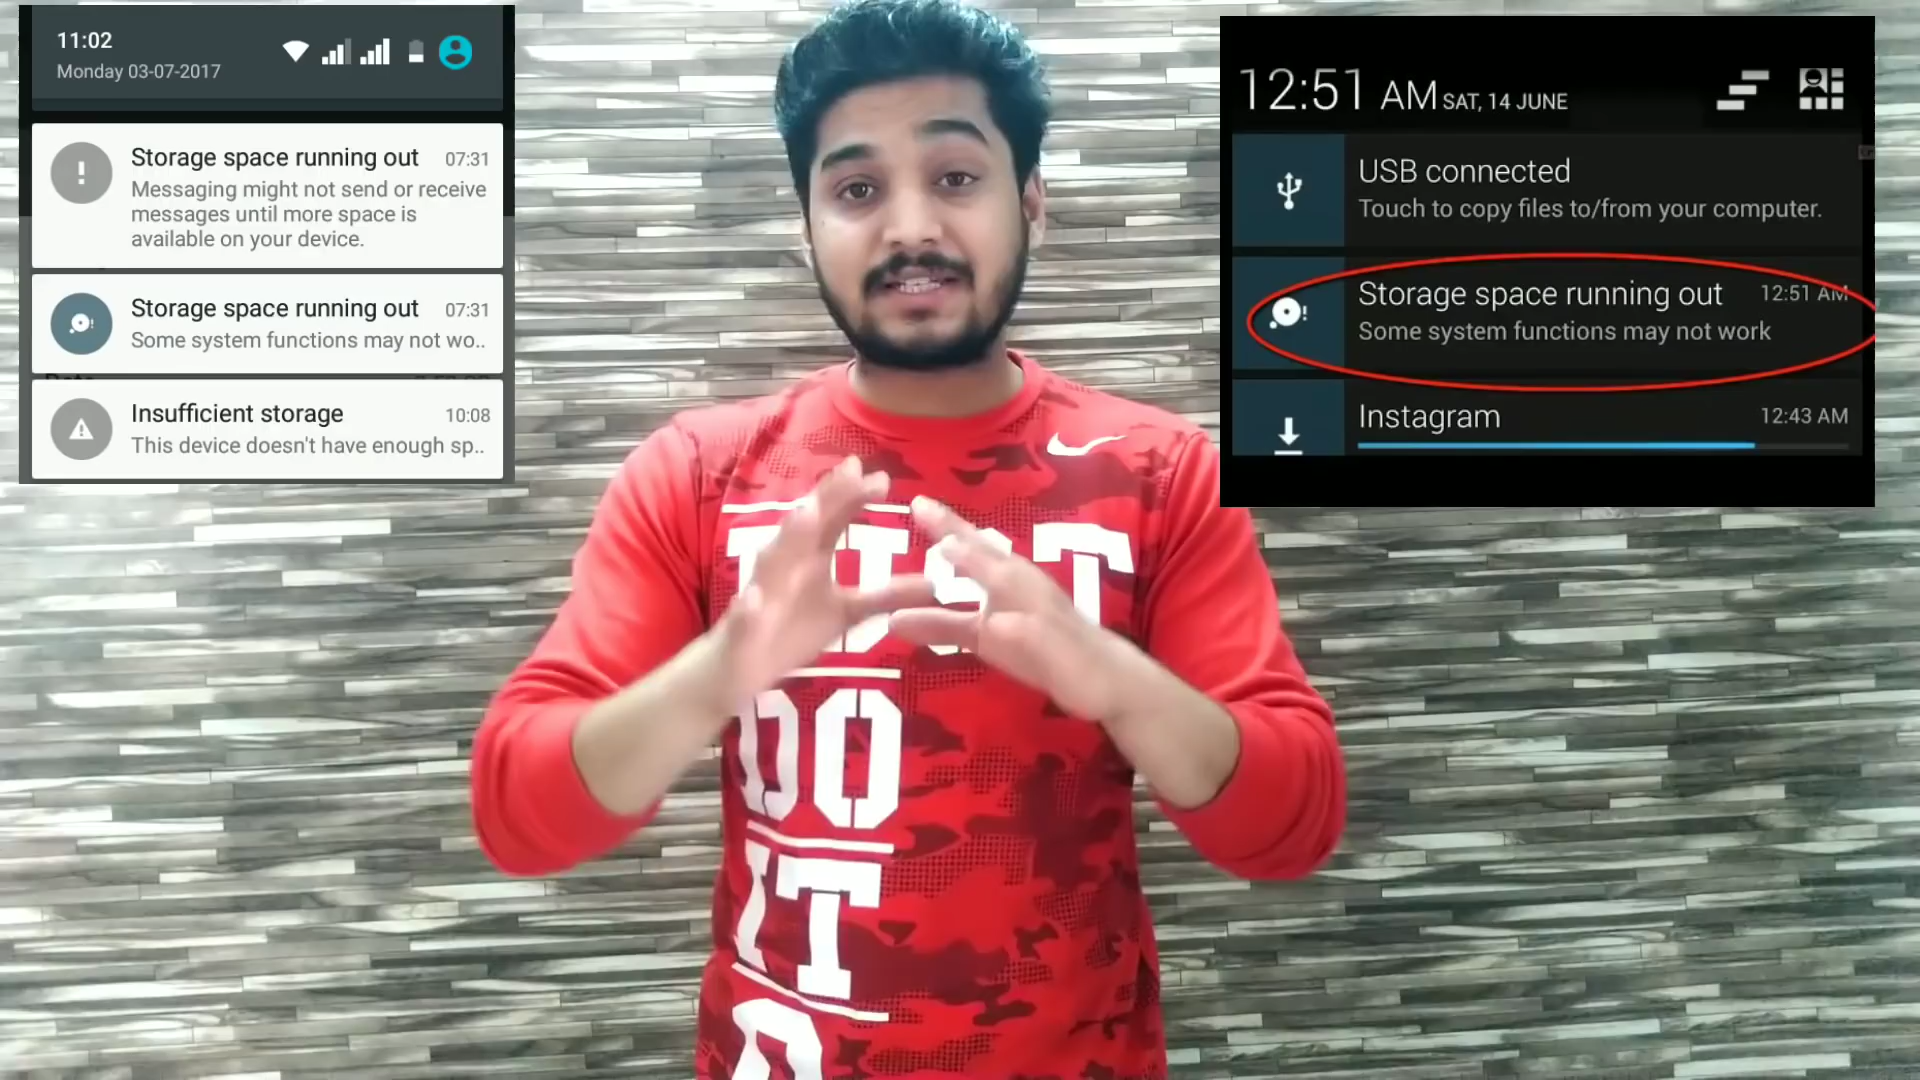 11:02
Monday 03-07-2017
Storage space running out 07:31
Messaging might not send or receive
messages until more space is
available on your device.
Storage space running out 07:31
Some system functions may not wo..
Insufficient storage 10:08
This device doesn't have enough sp..
12:51 AM SAT, 14 JUNE
USB connected
Touch to copy files to/from your computer.
Storage space running out 12:51 AM
Some system functions may not work
Instagram 12:43 AM
JUST
DO
IT